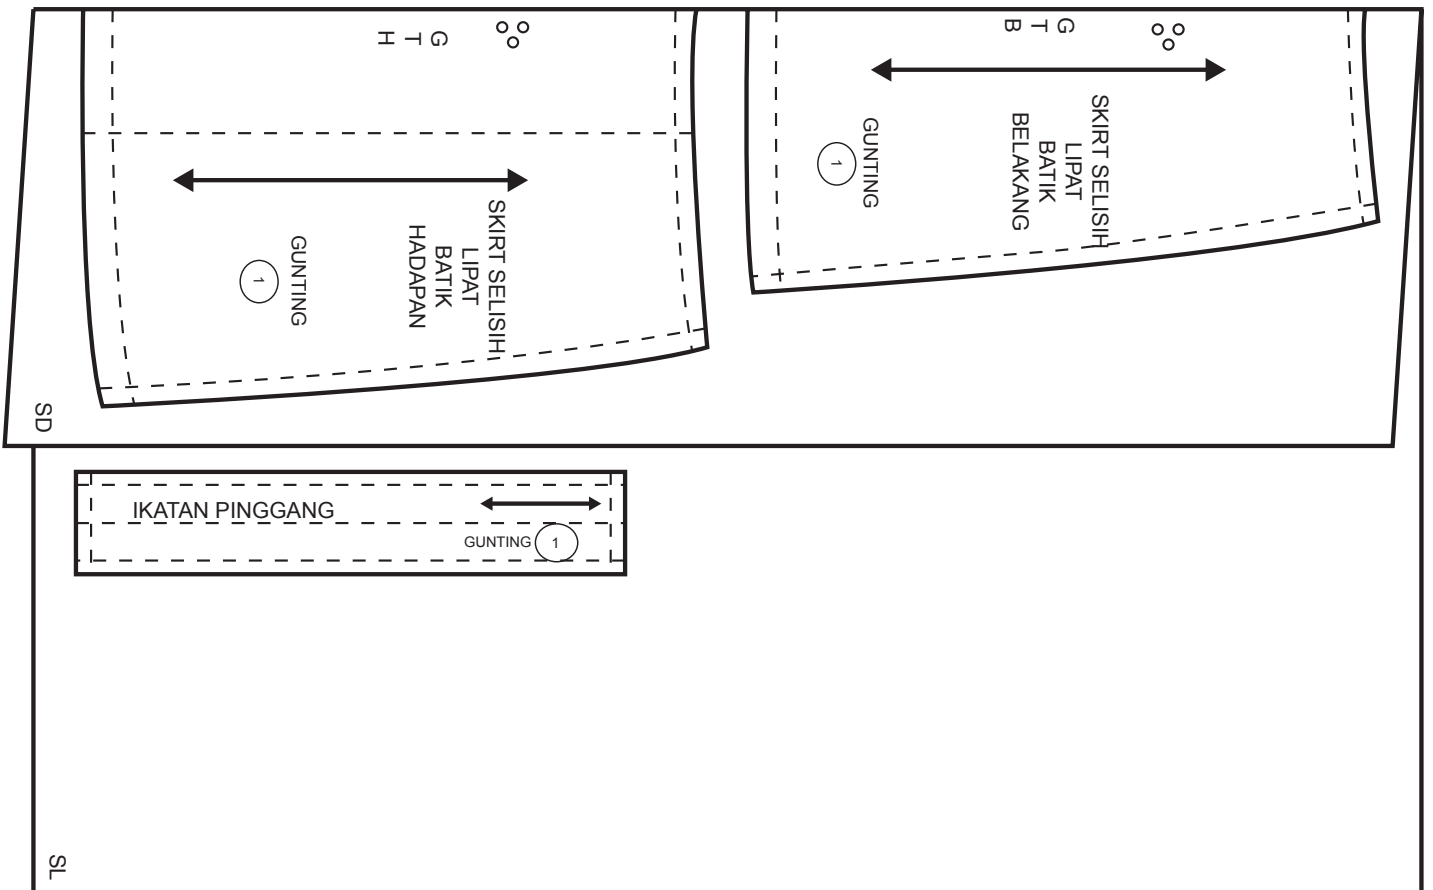 G
T
H
SKIRT SELISIH
LIPAT
BATIK
HADAPAN
GUNTING
1
G
T
B
SKIRT SELISIH
LIPAT
BATIK
BELAKANG
GUNTING
1
SD
IKATAN PINGGANG
GUNTING 1
SL